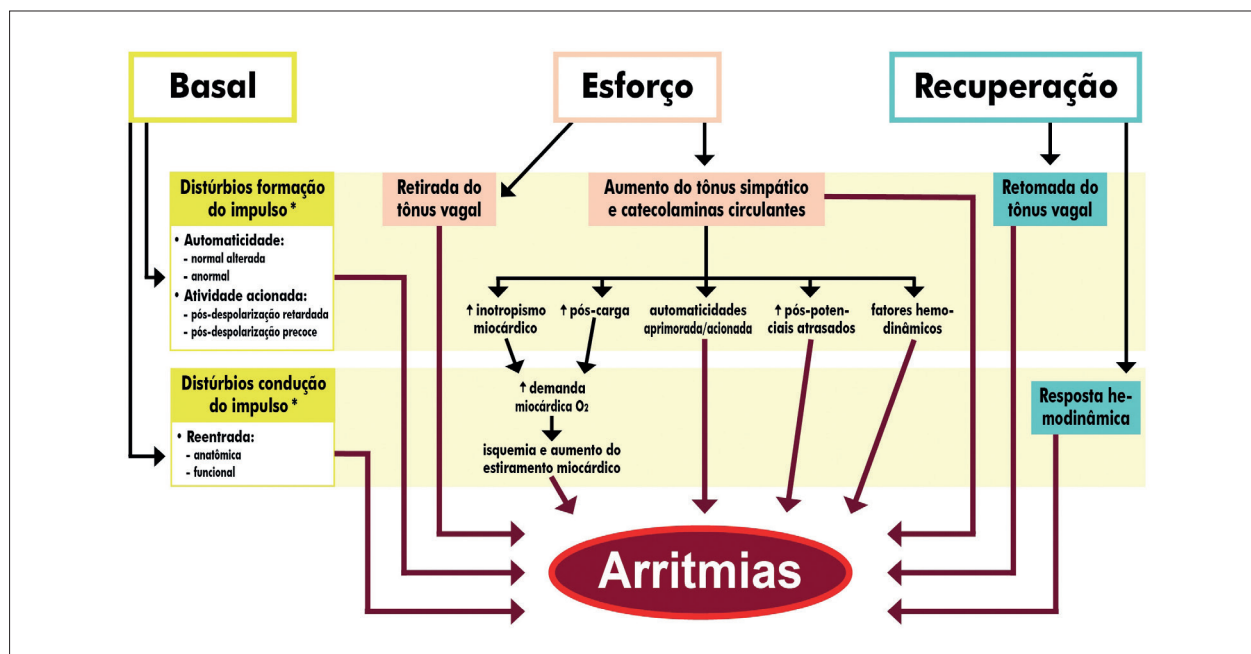 Basal
Esforço
Recuperação
Distúrbios formação
do impulso *
• Automaticidade:
- normal alterada
- anormal
• Atividade acionada:
- pós-despolarização retardada
- pós-despolarização precoce
Retirada do
tônus vagal
Aumento do tônus simpático
e catecolaminas circulantes
Retomada do
tônus vagal
↑ inotropismo
miocárdico
↑ pós-carga
automaticidades
aprimorada/acionada
↑ pós-poten-
ciais atrasados
fatores hemo-
dinâmicos
Distúrbios condução
do impulso *
• Reentrada:
- anatômica
- funcional
↑ demanda
miocárdica O₂
isquemia e aumento do
estiramento miocárdico
Resposta he-
modinâmica
Arritmias